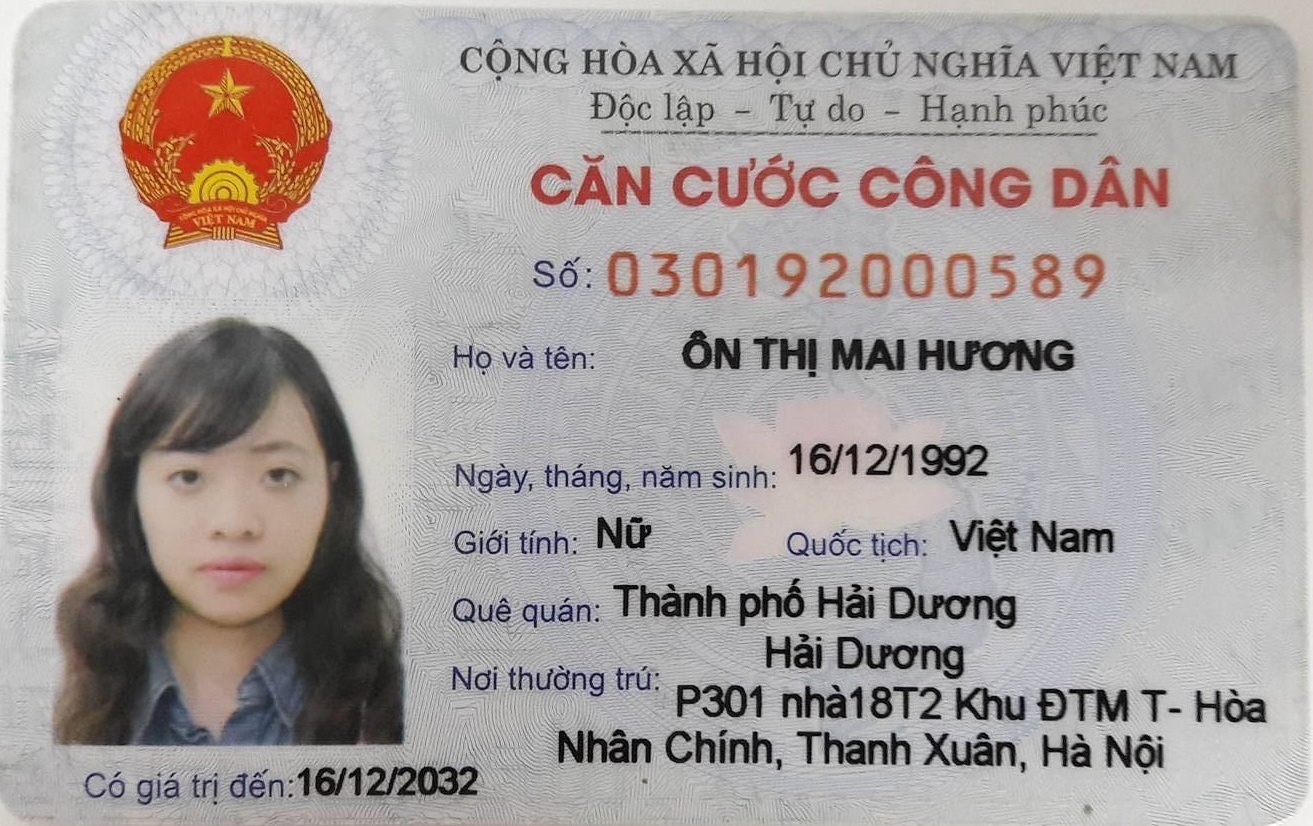 CỘNG HÒA XÃ HỘI CHỦ NGHĨA VIỆT NAM
Độc lập - Tự do - Hạnh phúc
CĂN CƯỚC CÔNG DÂN
Số: 030192000589
Họ và tên: ÔN THỊ MAI HƯƠNG
Ngày, tháng, năm sinh: 16/12/1992
Giới tính: Nữ Quốc tịch: Việt Nam
Quê quán: Thành phố Hải Dương
Hải Dương
Nơi thường trú: P301 nhà18T2 Khu ĐTM T- Hòa
Nhân Chính, Thanh Xuân, Hà Nội
Có giá trị đến:16/12/2032
CỘNG HÒA XÃ HỘI CHỦ NGHĨA
VIỆT NAM